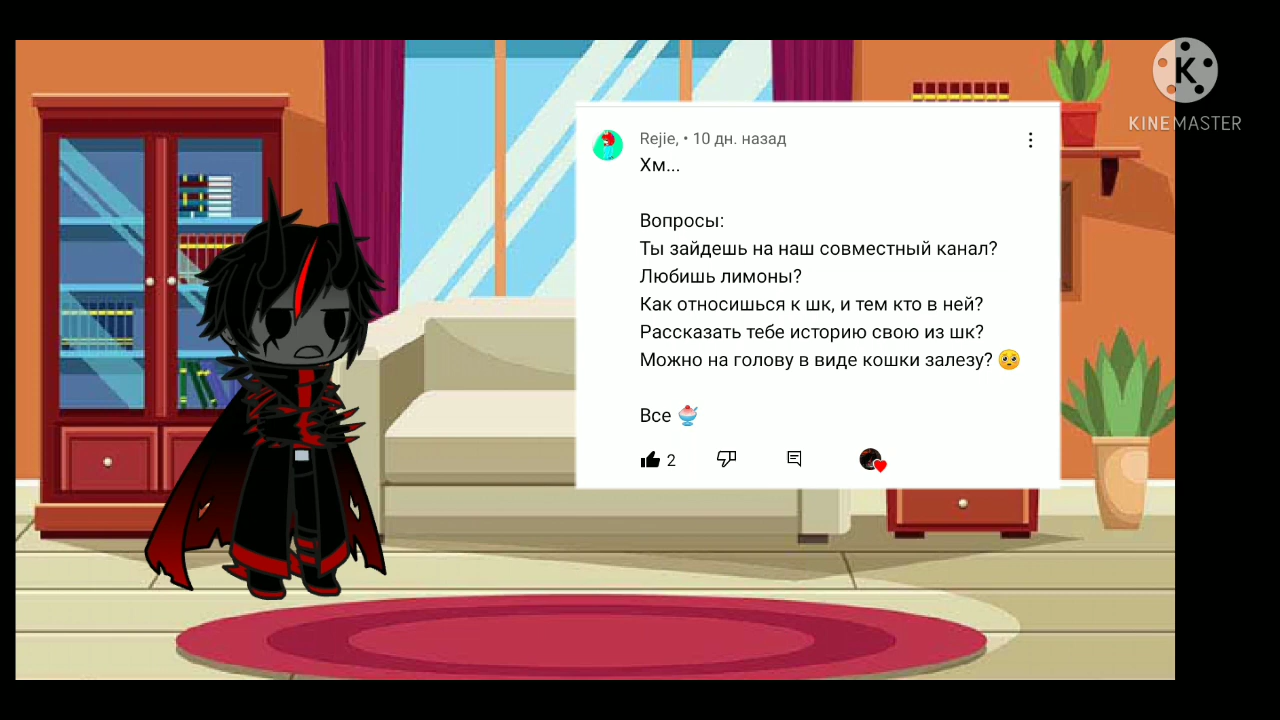 K
KINEMASTER
Rejie, • 10 дн. назад
Хм...
Вопросы:
Ты зайдешь на наш совместный канал?
Любишь лимоны?
Как относишься к шк, и тем кто в ней?
Рассказать тебе историю свою из шк?
Можно на голову в виде кошки залезу? 🥺
Все 🍧
2